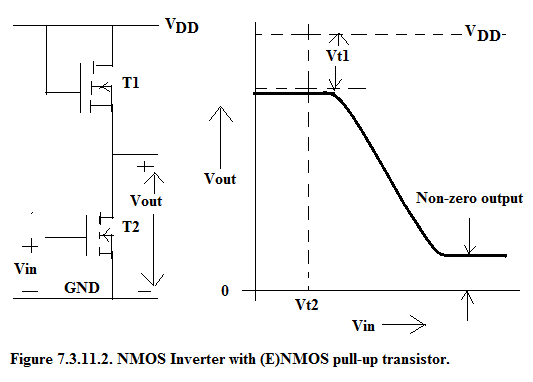 VDD
T1
Vout
T2
Vin
GND
VDD
Vt1
Vout
Non-zero output
0
Vt2
Vin
Figure 7.3.11.2. NMOS Inverter with (E)NMOS pull-up transistor.